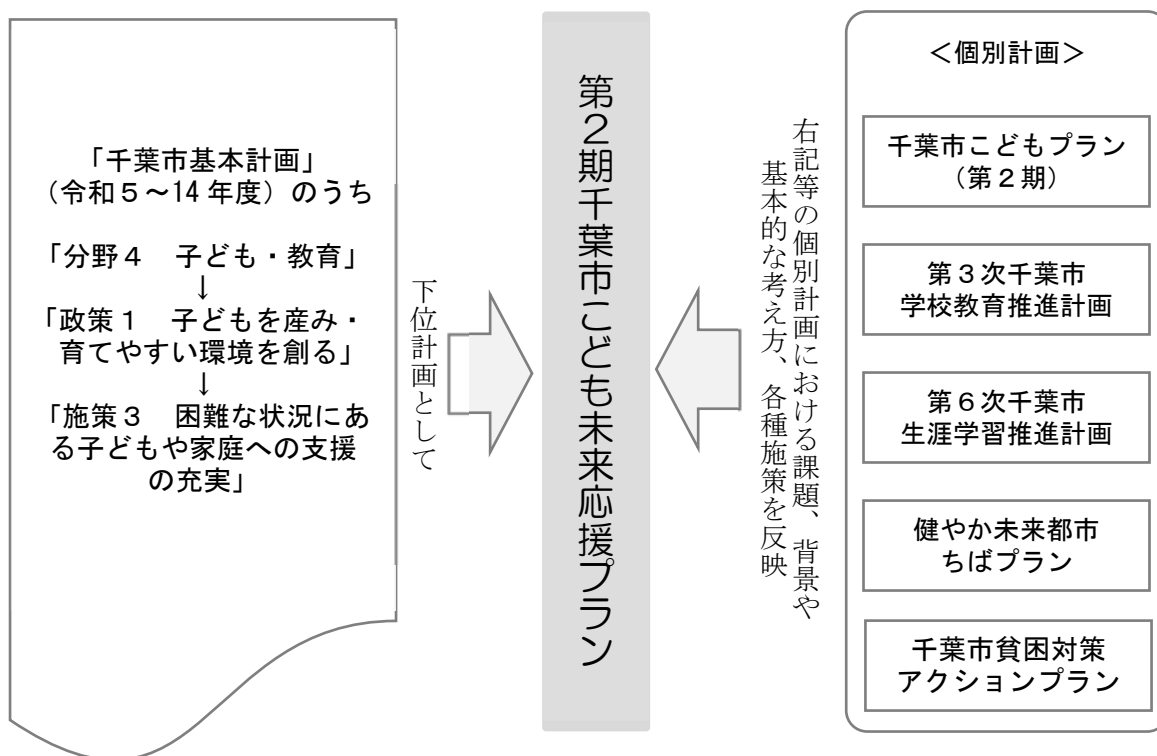 「千葉市基本計画」
（令和５～14年度）のうち
「分野４　子ども・教育」
↓
「政策１　子どもを産み・
育てやすい環境を創る」
↓
「施策３　困難な状況にあ
る子どもや家庭への支援
の充実」
下位計画として
第２期千葉市こども未来応援プラン
右記等の個別計画における課題、背景や
基本的な考え方、各種施策を反映
＜個別計画＞
千葉市こどもプラン
（第２期）
第３次千葉市
学校教育推進計画
第６次千葉市
生涯学習推進計画
健やか未来都市
ちばプラン
千葉市貧困対策
アクションプラン